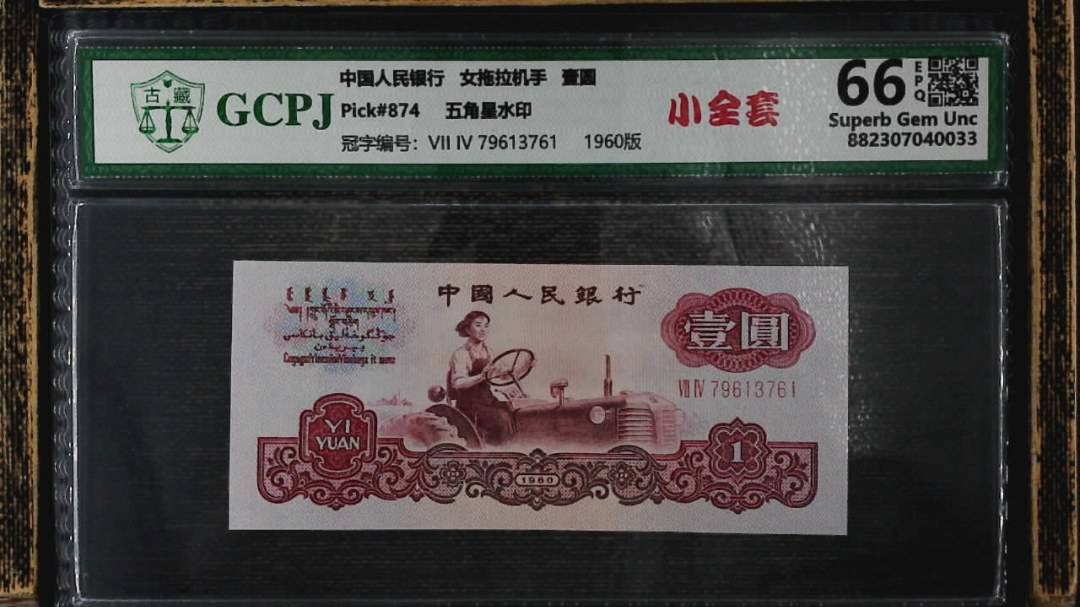 古 藏
GCPJ
中国人民银行 女拖拉机手 壹圆
Pick#874 五角星水印
冠字编号: VII IV 79613761 1960版
小全套
66 EPQ
Superb Gem Unc
882307040033
中國人民銀行
壹圓
VII IV 79613761
YI
YUAN
1
1960